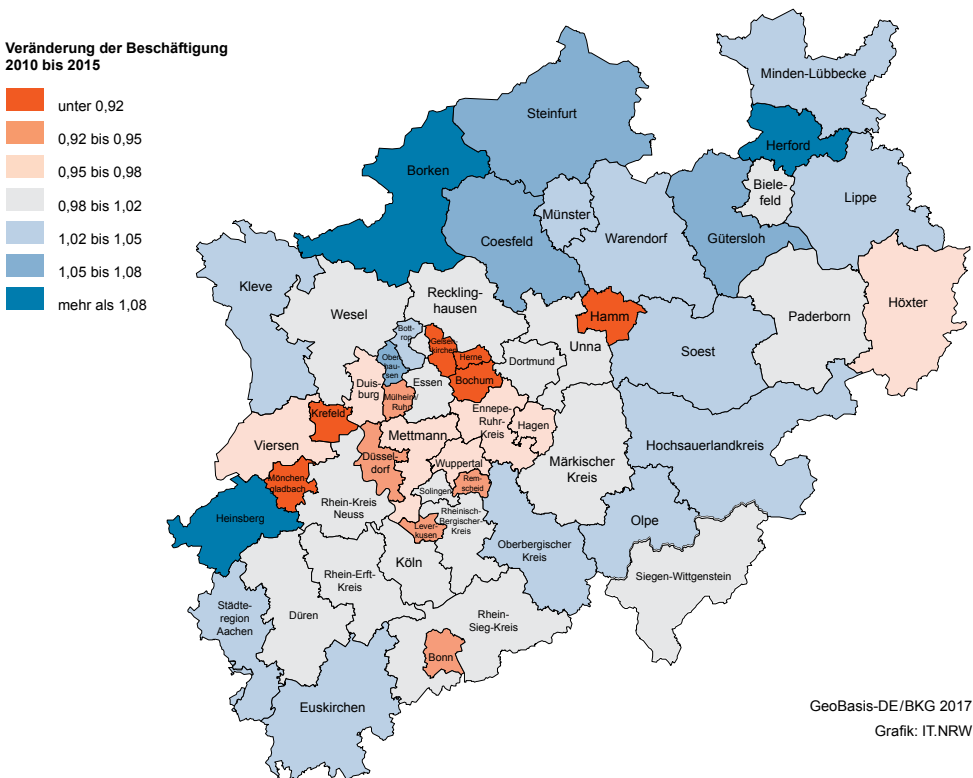 Veränderung der Beschäftigung
2010 bis 2015
unter 0,92
0,92 bis 0,95
0,95 bis 0,98
0,98 bis 1,02
1,02 bis 1,05
1,05 bis 1,08
mehr als 1,08
Minden-Lübbecke
Steinfurt
Herford
Borken
Biele-
feld
Lippe
Münster
Coesfeld
Warendorf
Gütersloh
Kleve
Reckling-
hausen
Höxter
Wesel
Hamm
Paderborn
Bott-
rop
Gelsen-
kirchen
Herne
Unna
Soest
Ober-
hau-
sen
Dortmund
Bochum
Essen
Duis-
burg
Mülheim/
Ruhr
Krefeld
Ennepe-
Ruhr-
Kreis
Hagen
Viersen
Mettmann
Hochsauerlandkreis
Düssel-
dorf
Wuppertal
Märkischer
Kreis
Mönchen-
gladbach
Rem-
scheid
Solingen
Rhein-Kreis
Neuss
Rheinisch-
Bergischer-
Kreis
Heinsberg
Lever-
kusen
Olpe
Oberbergischer
Kreis
Köln
Rhein-Erft-
Kreis
Siegen-Wittgenstein
Städte-
region
Aachen
Düren
Rhein-
Sieg-Kreis
Bonn
Euskirchen
GeoBasis-DE/BKG 2017
Grafik: IT.NRW